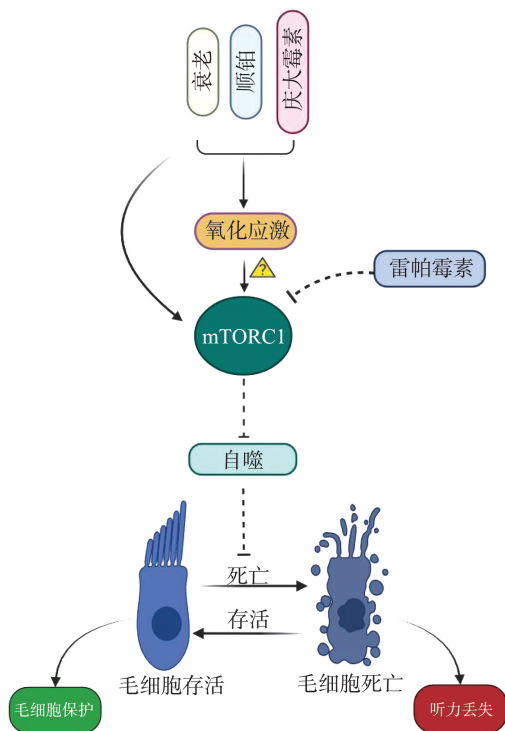 衰老
顺铂
庆大霉素
氧化应激
?
雷帕霉素
mTORC1
自噬
死亡
存活
毛细胞存活
毛细胞死亡
毛细胞保护
听力丢失